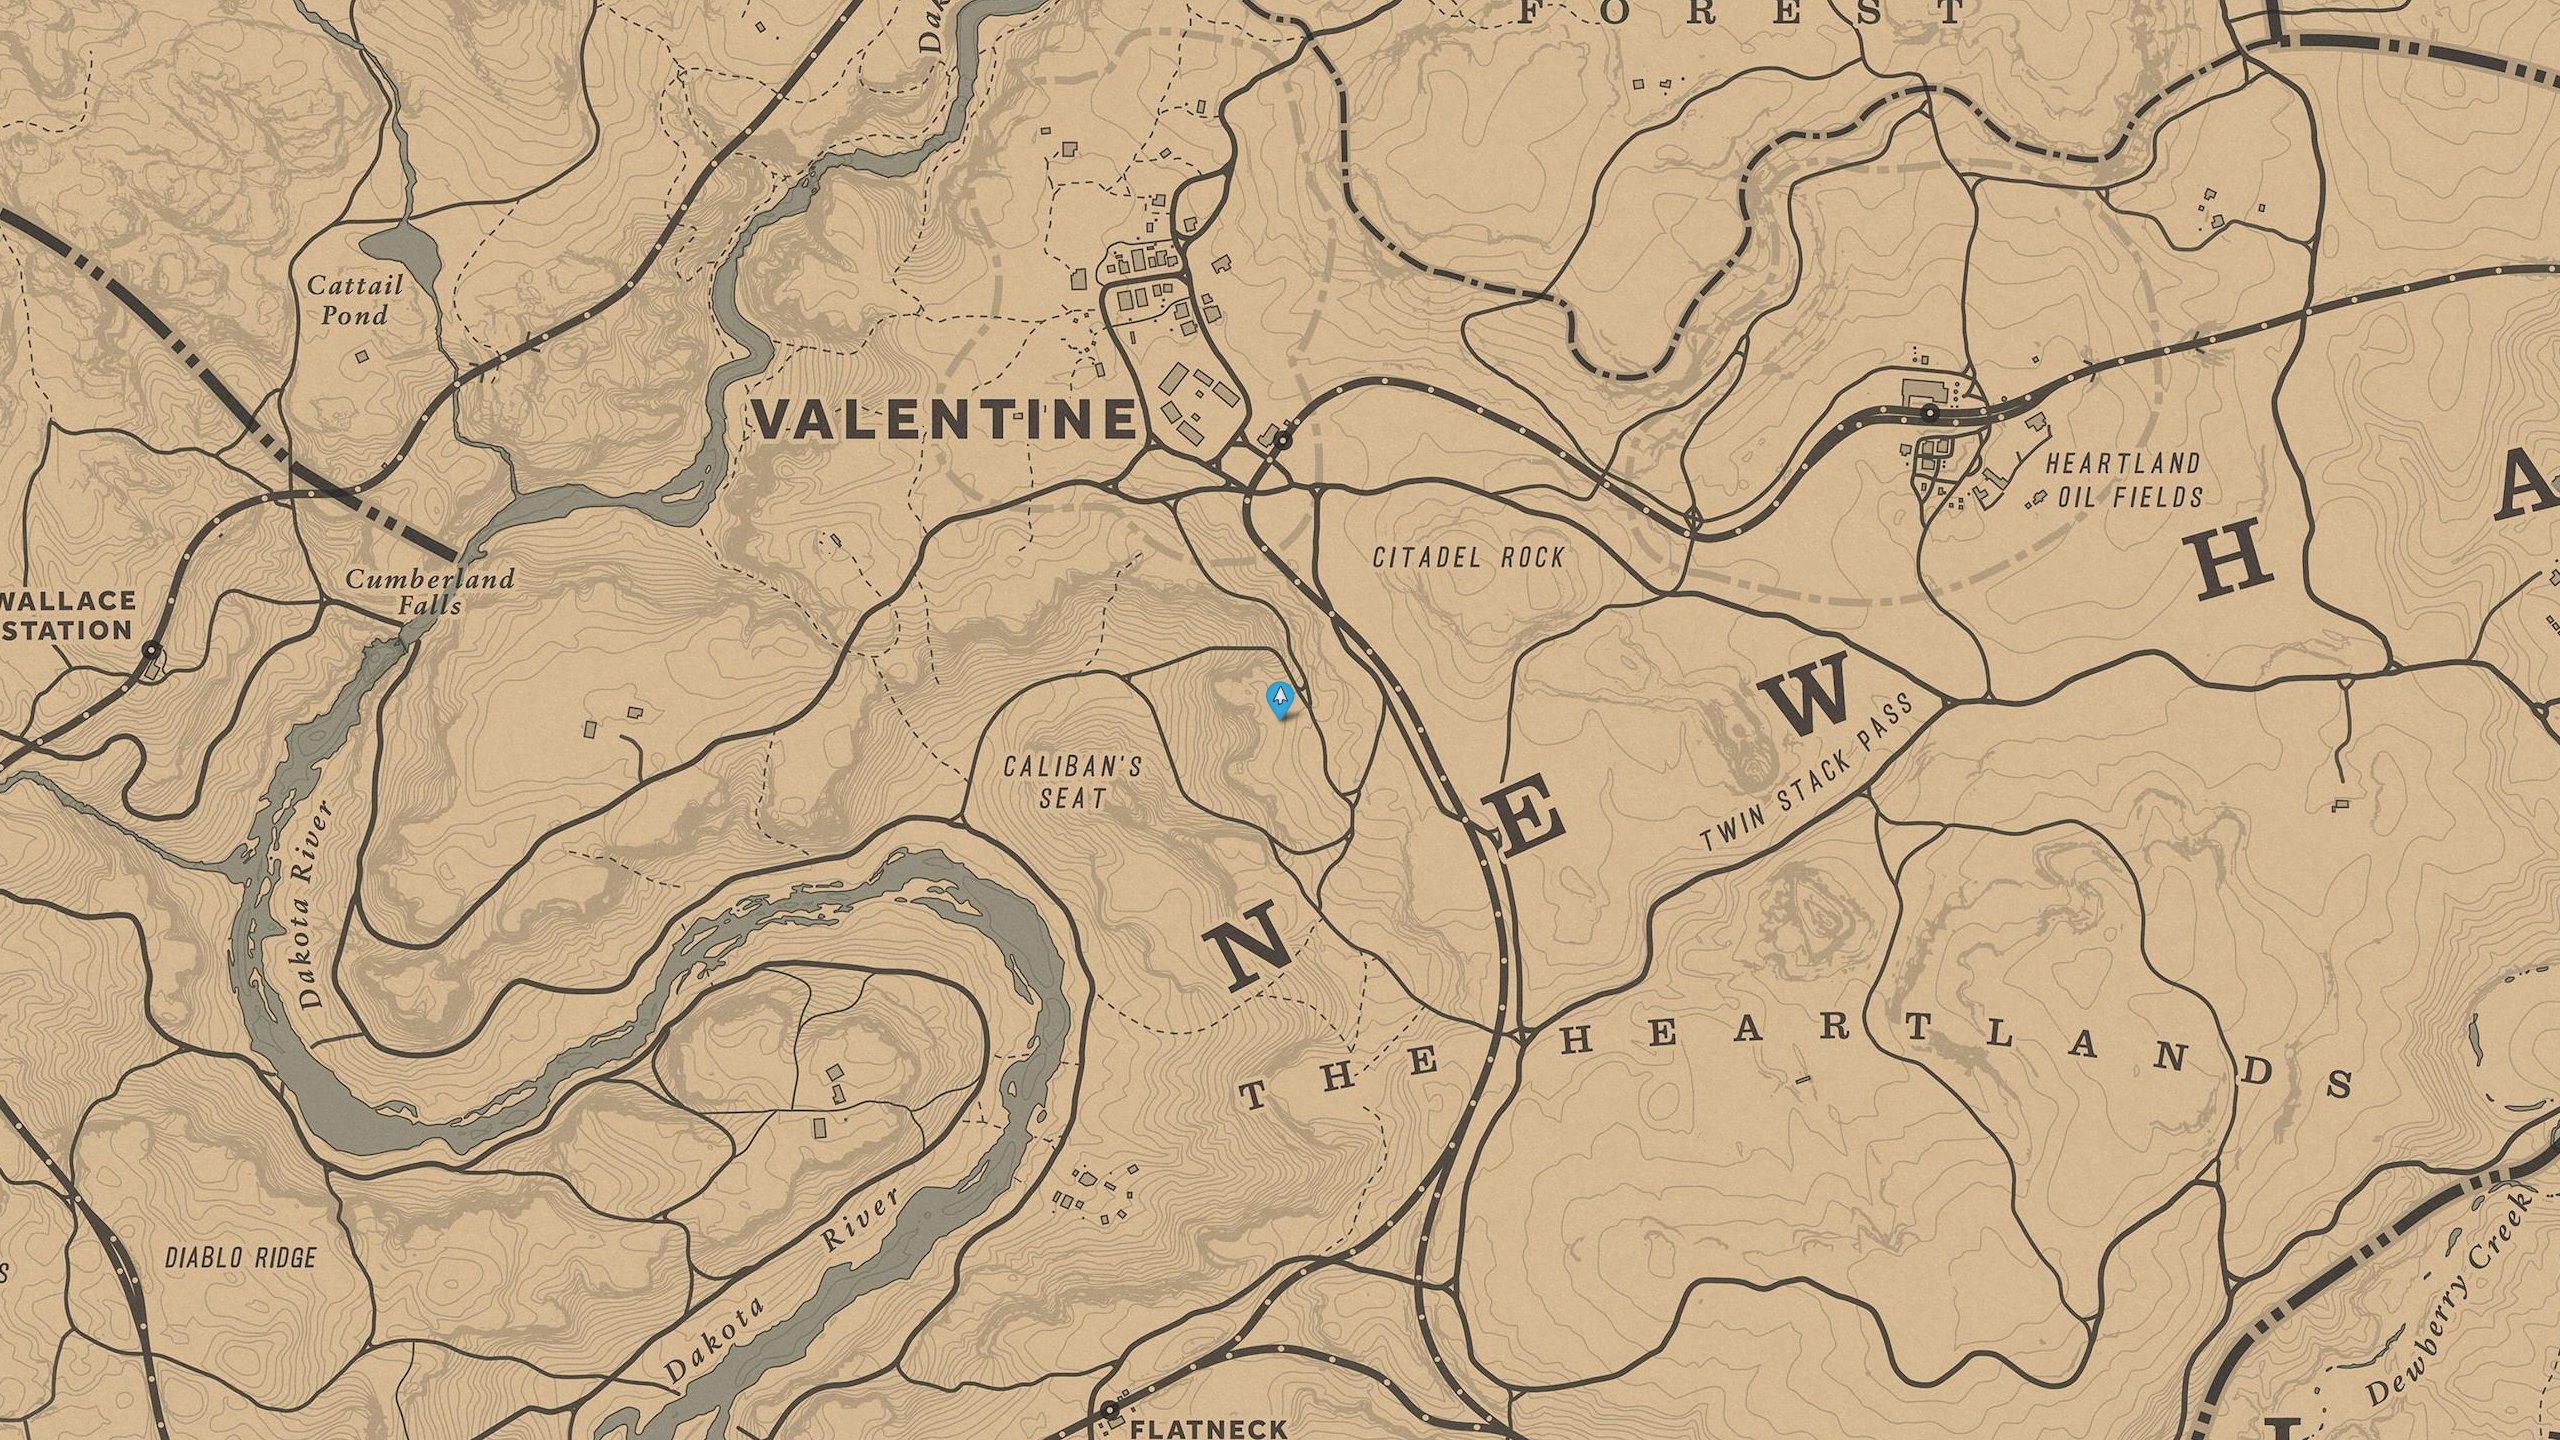 FOREST
Dak
Cattail
Pond
VALENTINE
HEARTLAND
OIL FIELDS
A
H
CITADEL ROCK
Cumberland
Falls
WALLACE
STATION
W
TWIN STACK PASS
CALIBAN'S
SEAT
E
Dakota River
N
THE HEARTLANDS
DIABLO RIDGE
S
Dakota River
Dewberry Creek
FLATNECK